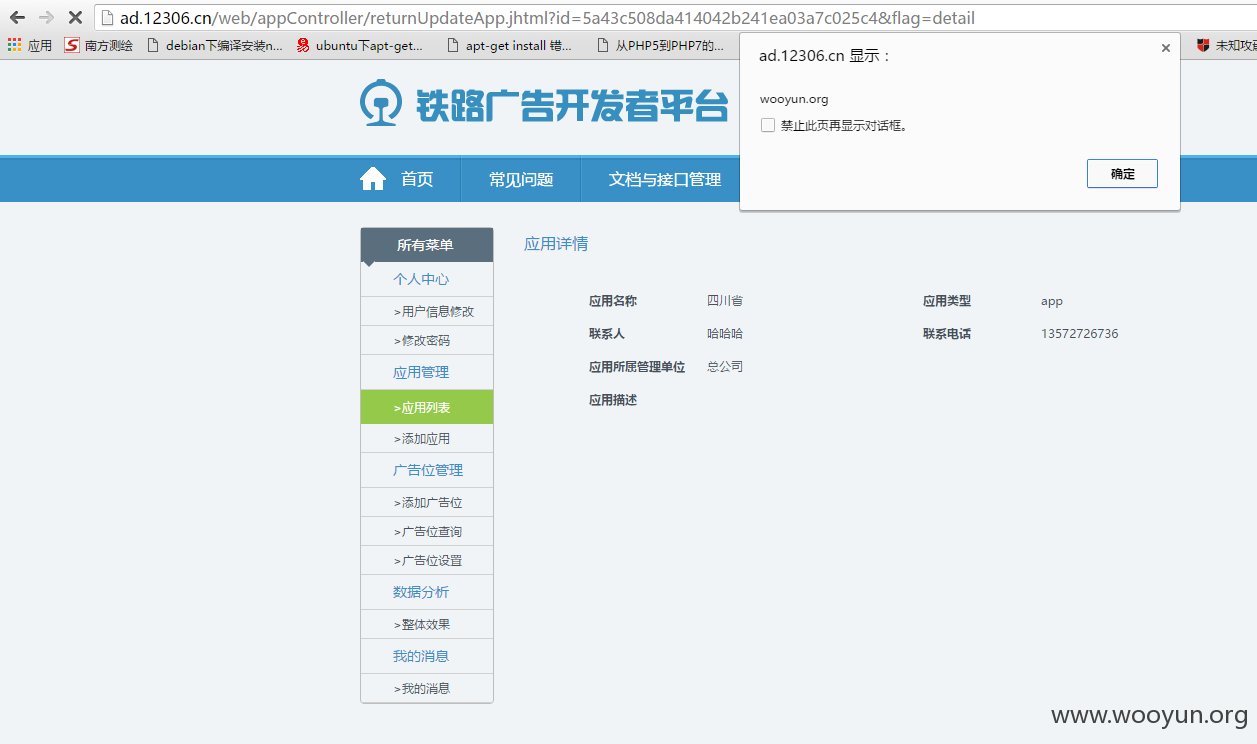 ad.12306.cn/web/appController/returnUpdateApp.jhtml?id=5a43c508da414042b241ea03a7c025c48&flag=detail
应用 南方测绘 debian下编译安装n... ubuntu下apt-get... apt-get install 错... 从PHP5到PHP7的... 未知攻
ad.12306.cn 显示：
×
wooyun.org
禁止此页再显示对话框。
确定
铁路广告开发者平台
首页 常见问题 文档与接口管理
所有菜单
个人中心
>用户信息修改
>修改密码
应用管理
>应用列表
>添加应用
广告位管理
>添加广告位
>广告位查询
>广告位设置
数据分析
>整体效果
我的消息
>我的消息
应用详情
应用名称 四川省 应用类型 app
联系人 哈哈哈 联系电话 13572726736
应用所属管理单位 总公司
应用描述
www.wooyun.org